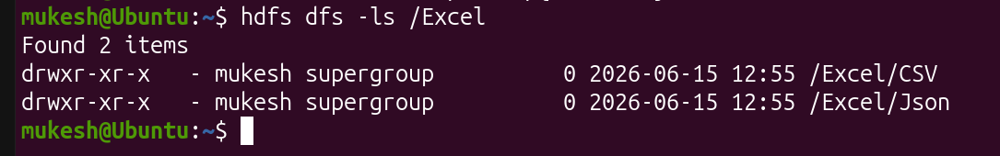 mukesh@Ubuntu:~$ hdfs dfs -ls /Excel
Found 2 items
drwxr-xr-x   - mukesh supergroup          0 2026-06-15 12:55 /Excel/CSV
drwxr-xr-x   - mukesh supergroup          0 2026-06-15 12:55 /Excel/Json
mukesh@Ubuntu:~$